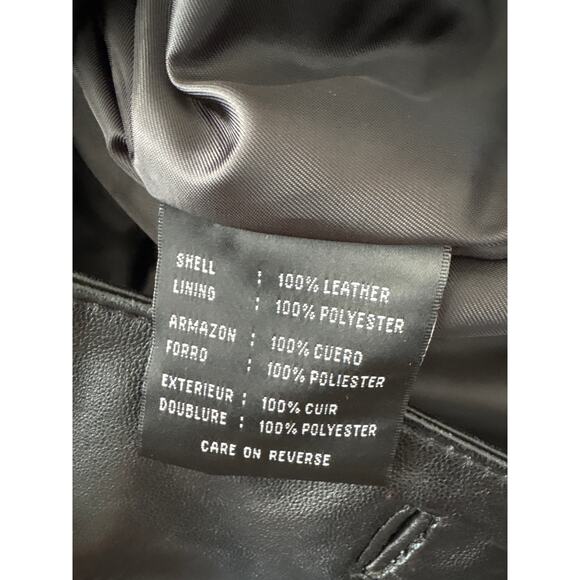 SHELL : 100% LEATHER
LINING : 100% POLYESTER
ARMAZON : 100% CUERO
FORRO : 100% POLIESTER
EXTERIEUR : 100% CUIR
DOUBLURE : 100% POLYESTER
CARE ON REVERSE